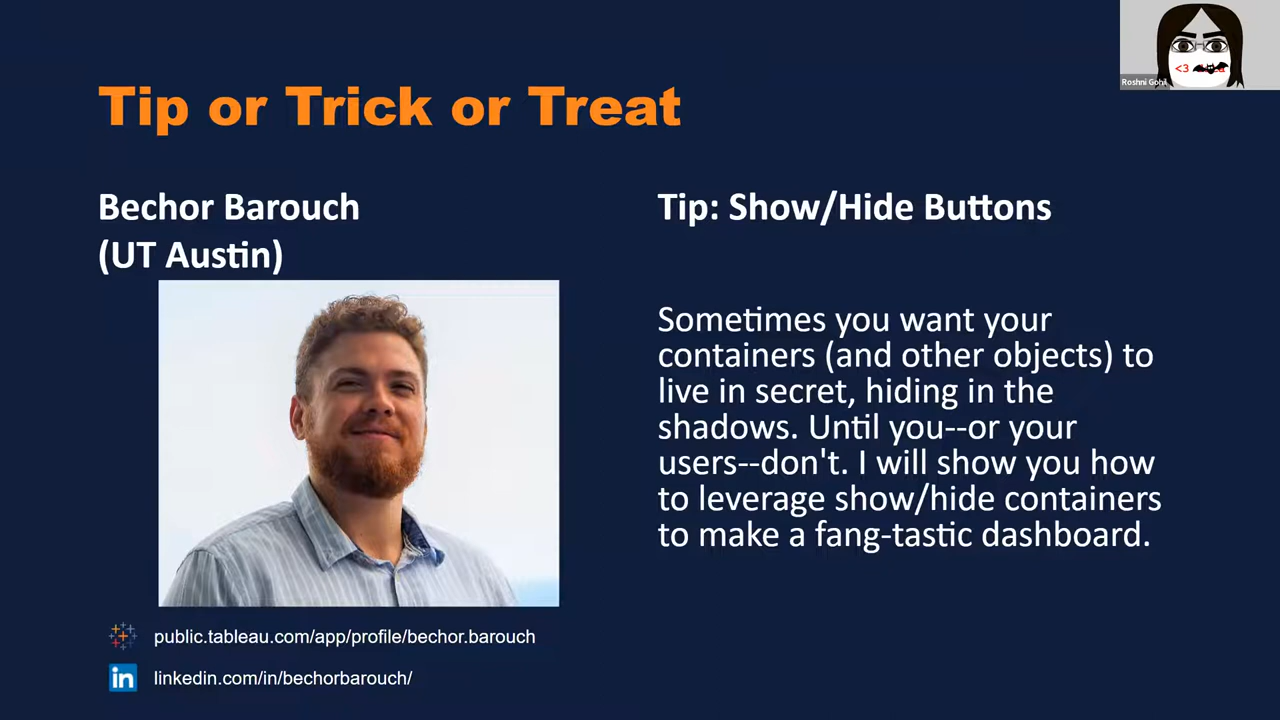 Tip or Trick or Treat
Bechor Barouch
(UT Austin)
Tip: Show/Hide Buttons
Sometimes you want your
containers (and other objects) to
live in secret, hiding in the
shadows. Until you--or your
users--don't. I will show you how
to leverage show/hide containers
to make a fang-tastic dashboard.
public.tableau.com/app/profile/bechor.barouch
in
linkedin.com/in/bechorbarouch/
<3
Roshni Gohil